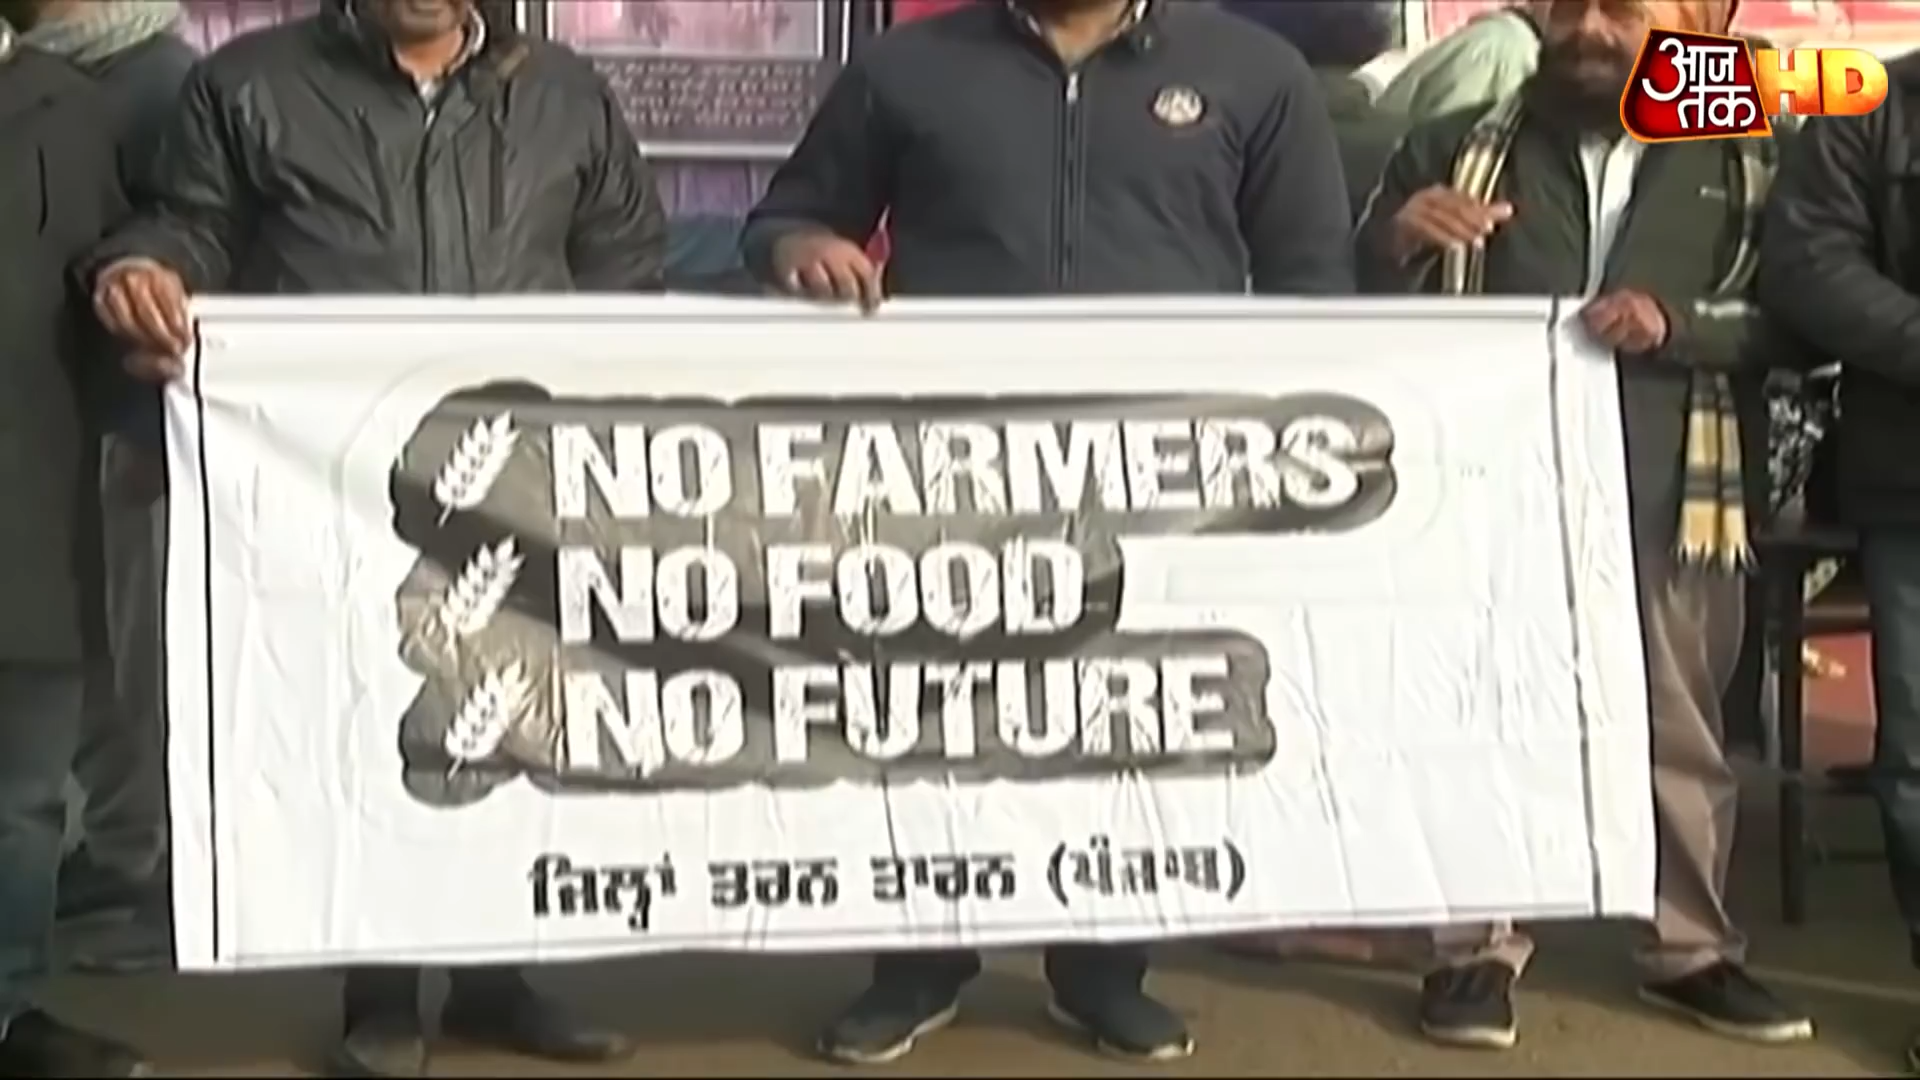 आज
तक HD
NO FARMERS
NO FOOD
NO FUTURE
ਜ਼ਿਲ੍ਹਾਂ ਤਰਨ ਤਾਰਨ (ਪੰਜਾਬ)